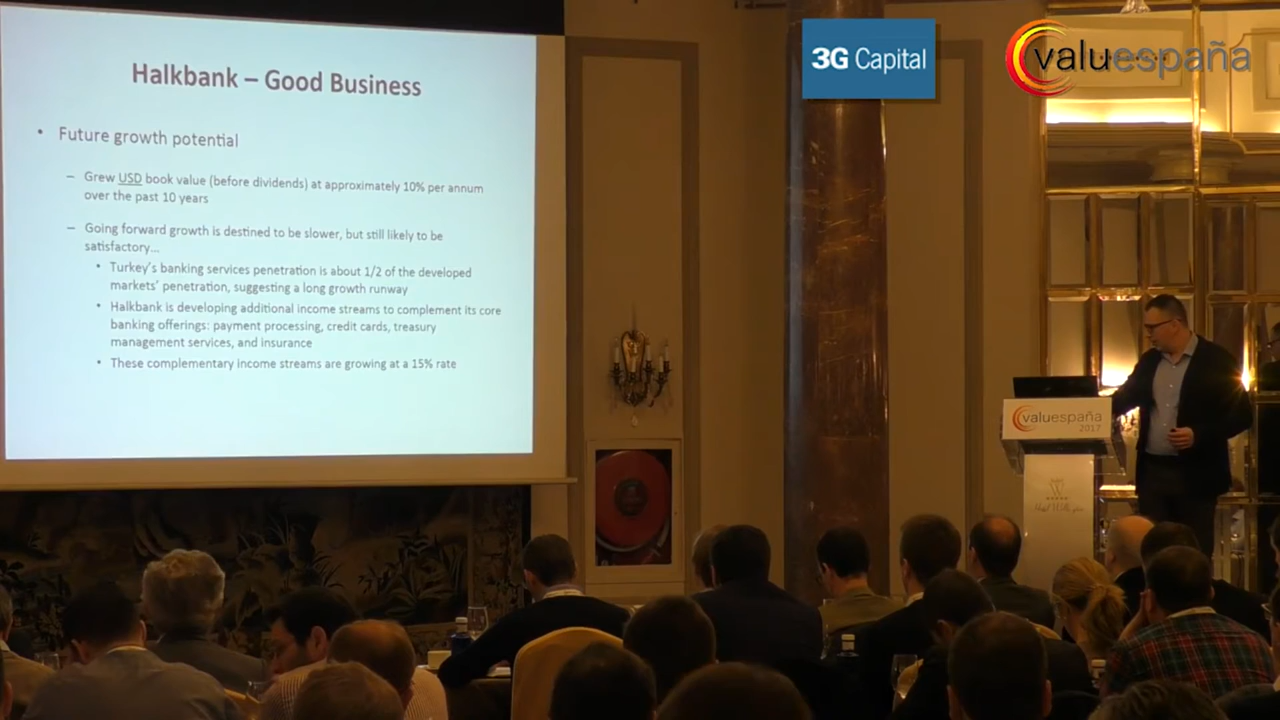 Halkbank – Good Business
• Future growth potential
– Grew USD book value (before dividends) at approximately 10% per annum
over the past 10 years
– Going forward growth is destined to be slower, but still likely to be
satisfactory...
• Turkey's banking services penetration is about 1/2 of the developed
markets' penetration, suggesting a long growth runway
• Halkbank is developing additional income streams to complement its core
banking offerings: payment processing, credit cards, treasury
management services, and insurance
• These complementary income streams are growing at a 15% rate
3G Capital
valuespaña
valuespaña
2017